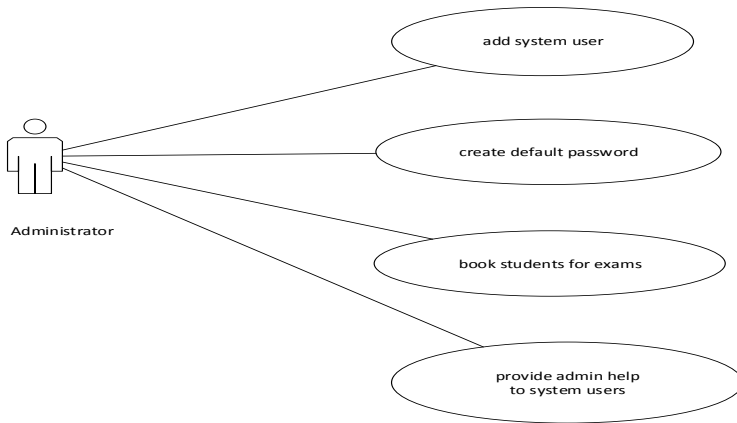 add system user
create default password
Administrator
book students for exams
provide admin help
to system users